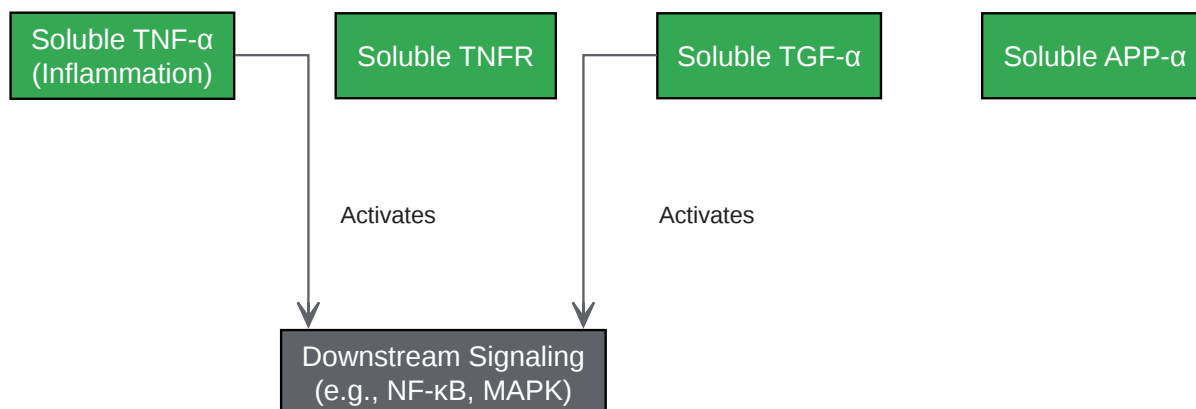 Soluble TNF-α
(Inflammation)
Soluble TNFR
Soluble TGF-α
Soluble APP-α
Activates
Activates
Downstream Signaling
(e.g., NF-κB, MAPK)